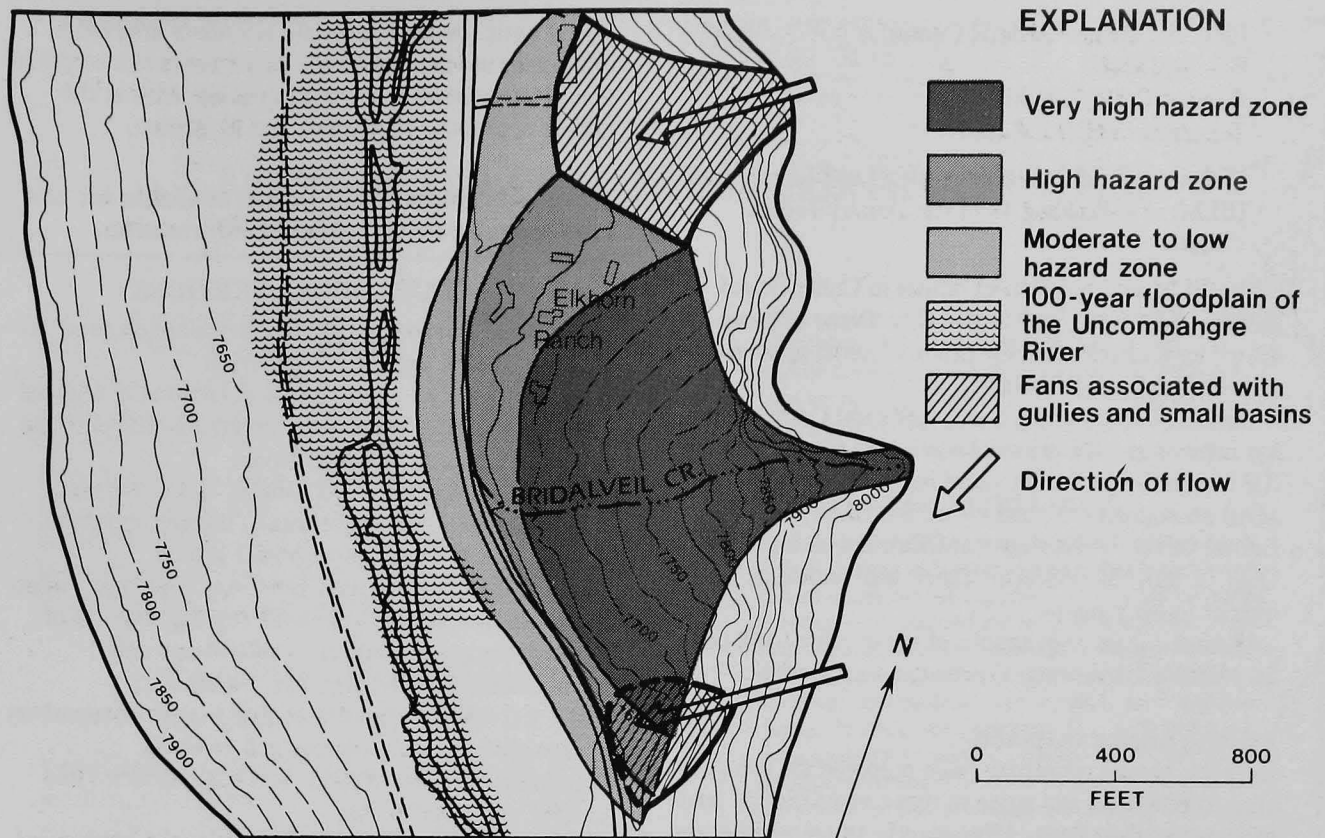 EXPLANATION
Very high hazard zone
High hazard zone
Moderate to low
hazard zone
100-year floodplain of
the Uncompahgre
River
Fans associated with
gullies and small basins
Direction of flow
N
0 400 800
FEET
Elkhorn
Ranch
BRIDALVEIL CR.
7650
7700
7750
7800
7850
7900
7700
7750
7800
7850
7900
8000